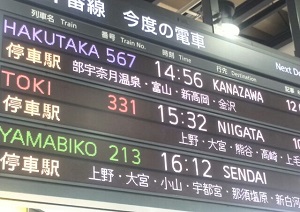 番線 今度の電車
列車名 Train 番号 Train No. 時刻 Time 行先 Destination Next De
HAKUTAKA 567 14:56 KANAZAWA 12
停車駅 部宇奈月温泉・富山・新高岡・金沢
TOKI 331 15:32 NIIGATA 10
停車駅 上野・大宮・熊谷・高崎・上毛
YAMABIKO 213 16:12 SENDAI
停車駅 上野・大宮・小山・宇都宮・那須塩原・新白河